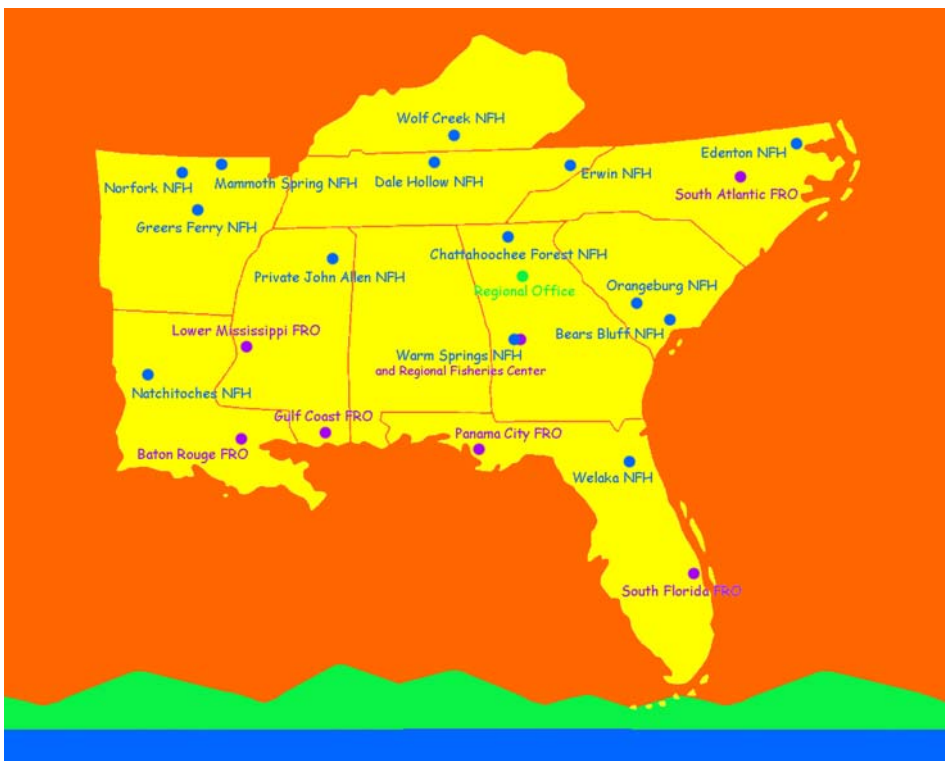 Wolf Creek NFH
Edenton NFH
Norfork NFH
Mammoth Spring NFH
Dale Hollow NFH
Erwin NFH
South Atlantic FRO
Greers Ferry NFH
Chattahoochee Forest NFH
Private John Allen NFH
Regional Office
Orangeburg NFH
Lower Mississippi FRO
Bears Bluff NFH
Warm Springs NFH
and Regional Fisheries Center
Natchitoches NFH
Gulf Coast FRO
Panama City FRO
Baton Rouge FRO
Welaka NFH
South Florida FRO